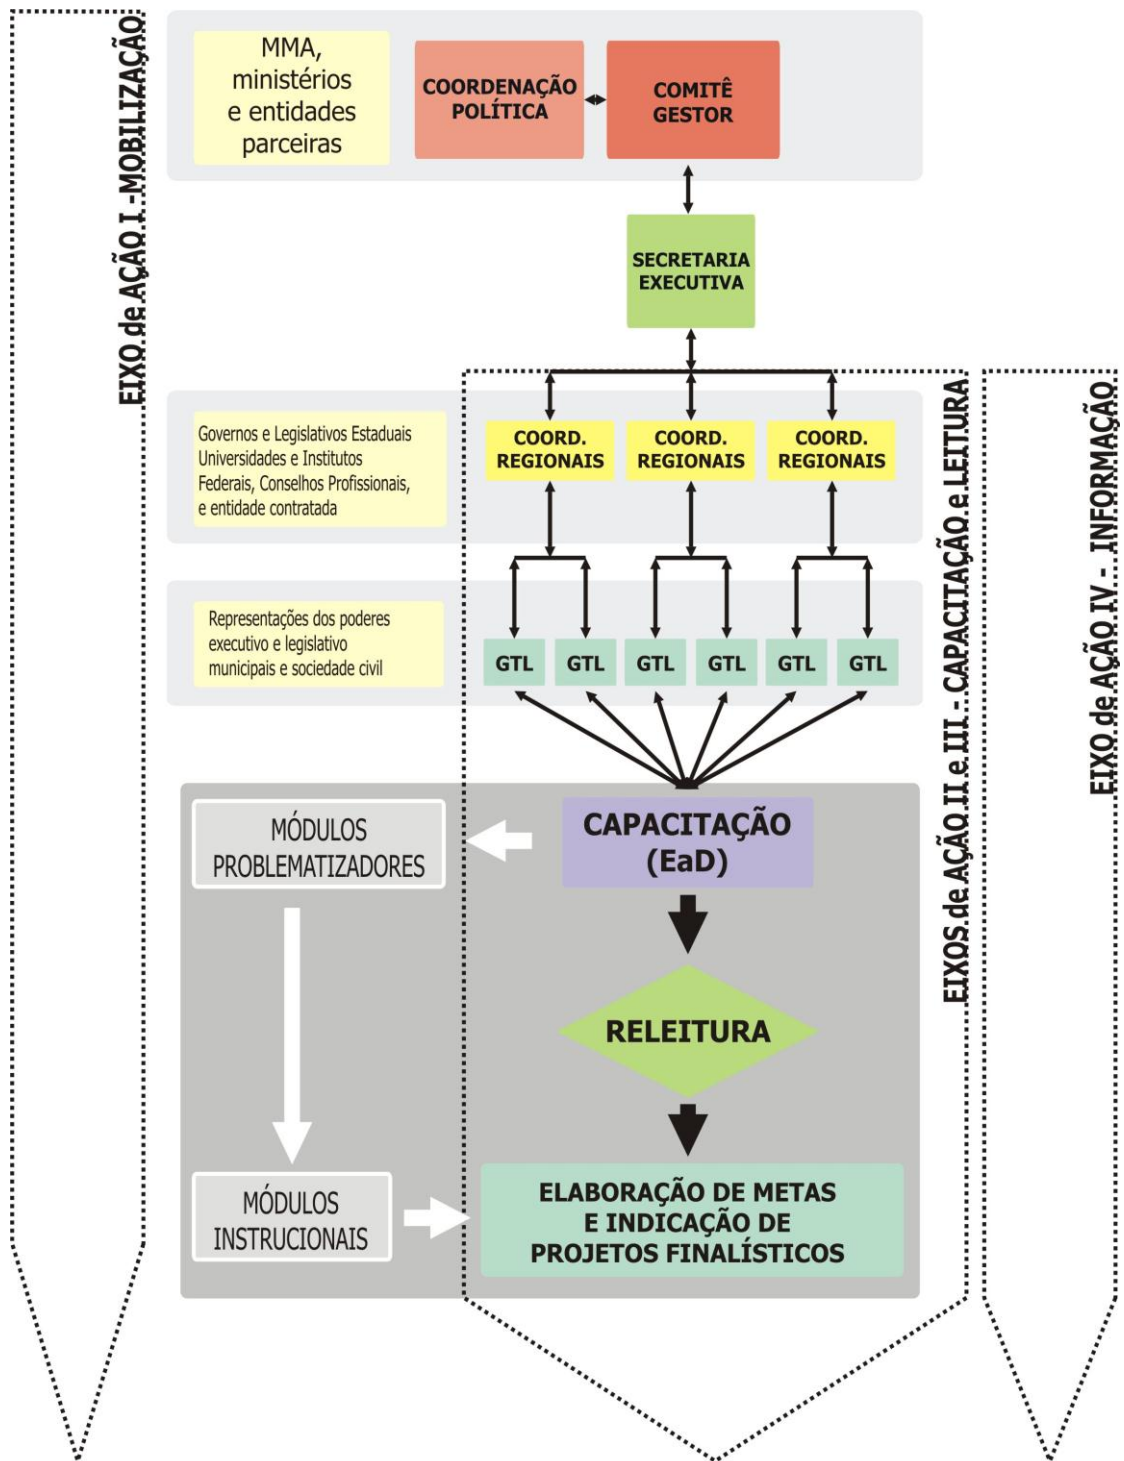 EIXO de AÇÃO I -MOBILIZAÇÃO
MMA,
ministérios
e entidades
parceiras
COORDENAÇÃO
POLÍTICA
COMITÊ
GESTOR
SECRETARIA
EXECUTIVA
Governos e Legislativos Estaduais
Universidades e Institutos
Federais, Conselhos Profissionais,
e entidade contratada
COORD.
REGIONAIS
COORD.
REGIONAIS
COORD.
REGIONAIS
Representações dos poderes
executivo e legislativo
municipais e sociedade civil
GTL
GTL
GTL
GTL
GTL
GTL
MÓDULOS
PROBLEMATIZADORES
CAPACITAÇÃO
(EaD)
RELEITURA
MÓDULOS
INSTRUCIONAIS
ELABORAÇÃO DE METAS
E INDICAÇÃO DE
PROJETOS FINALÍSTICOS
EIXOS de AÇÃO II e III - CAPACITAÇÃO e LEITURA
EIXO de AÇÃO IV - INFORMAÇÃO